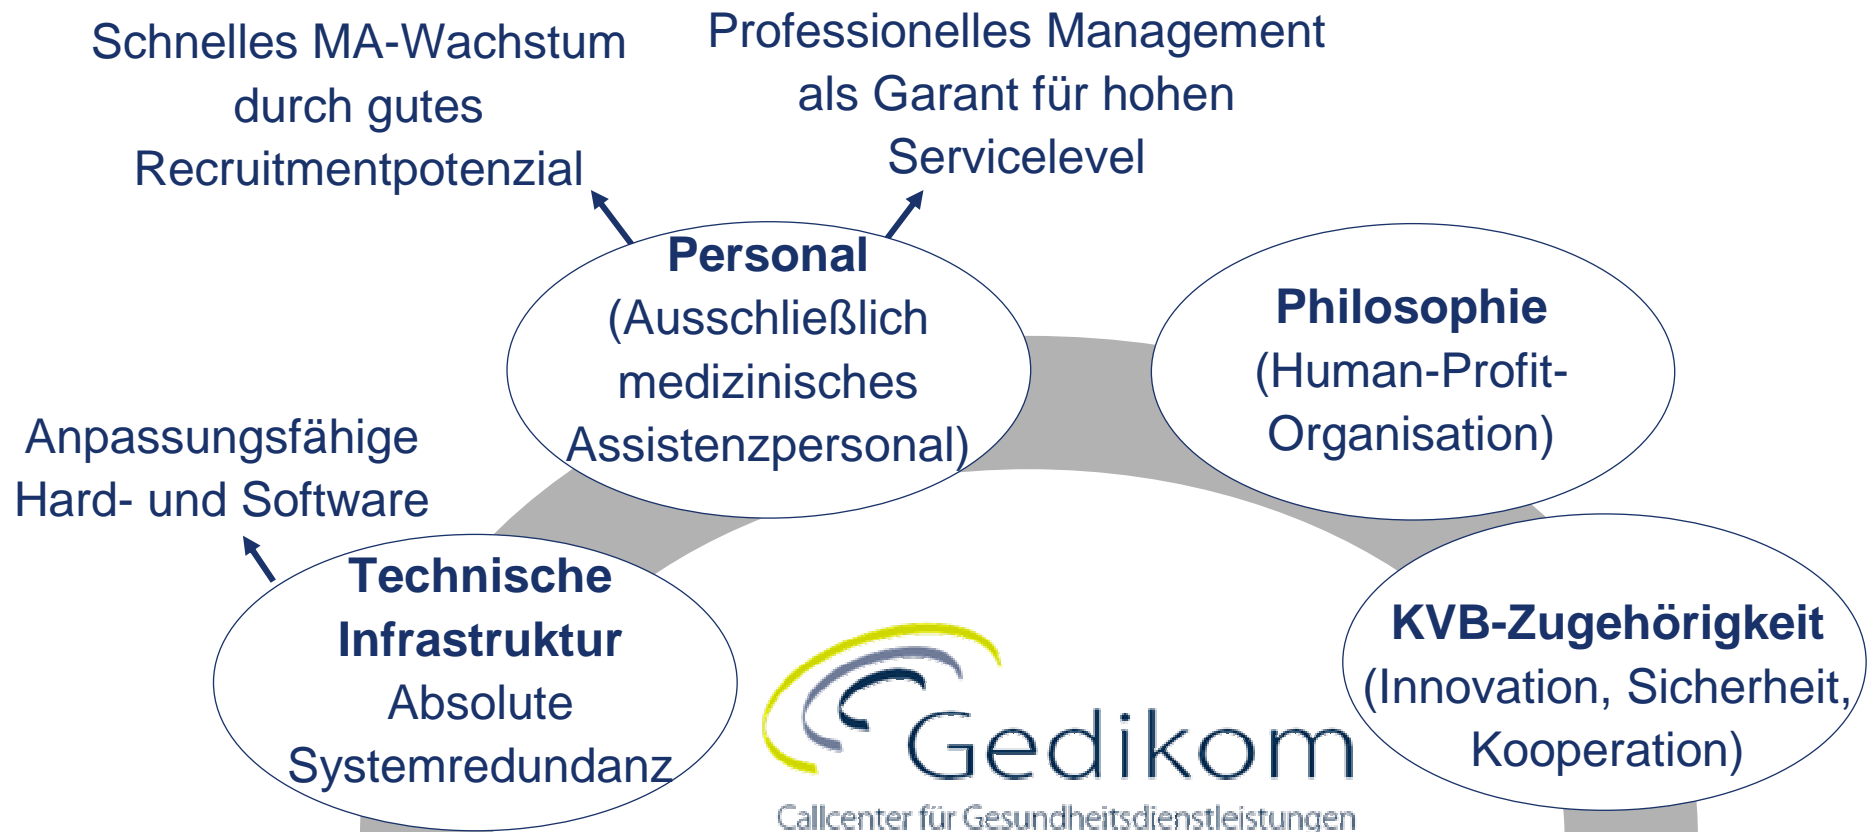 Schnelles MA-Wachstum
durch gutes
Recruitmentpotenzial
Professionelles Management
als Garant für hohen
Servicelevel
Personal
(Ausschließlich
medizinisches
Assistenzpersonal)
Philosophie
(Human-Profit-
Organisation)
Anpassungsfähige
Hard- und Software
Technische
Infrastruktur
Absolute
Systemredundanz
KVB-Zugehörigkeit
(Innovation, Sicherheit,
Kooperation)
Gedikom
Callcenter für Gesundheitsdienstleistungen